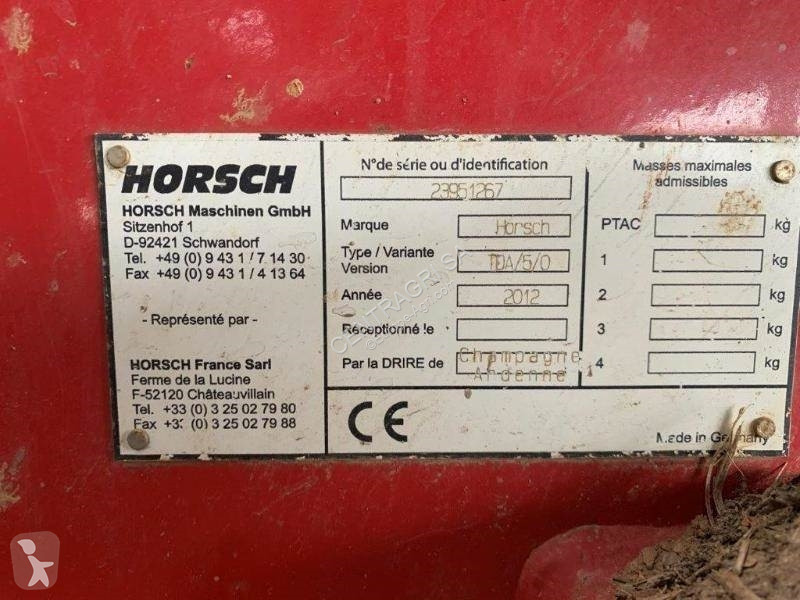 HORSCH
HORSCH Maschinen GmbH
Sitzenhof 1
D-92421 Schwandorf
Tel. +49 (0) 9 43 1 / 7 14 30
Fax +49 (0) 9 43 1 / 4 13 64
- Représenté par -
HORSCH France Sarl
Ferme de la Lucine
F-52120 Châteauvillain
Tel. +33 (0) 3 25 02 79 80
Fax (0) 3 25 02 79 88
N°de série ou d'identification
23951267
Marque Horsch
Type / Variante
Version TDA/5/0
Année 2012
Réceptionné le
Par la DRIRE de Champagne
Ardenne
CE
Masses maximales
admissibles
PTAC kg
1 kg
2 kg
3 kg
4 kg
Made in Germany